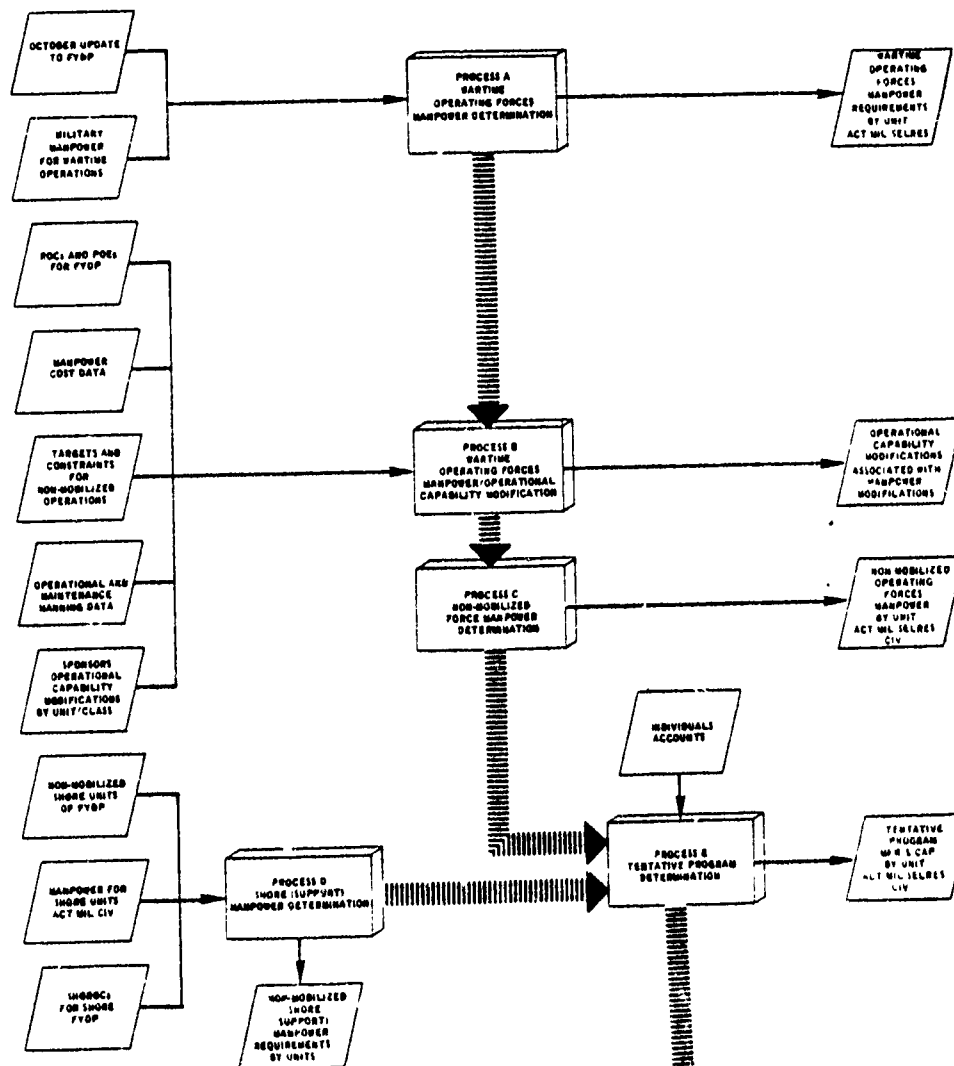 OCTOBER UPDATE
TO FYDP
MILITARY
MANPOWER
FOR WARTIME
OPERATIONS
PROCESS A
WARTIME
OPERATING FORCES
MANPOWER DETERMINATION
WARTIME
OPERATING
FORCES
MANPOWER
REQUIREMENTS
BY UNIT
ACT MIL SELRES
ROCs AND POEs
FOR FYDP
MANPOWER
COST DATA
TARGETS AND
CONSTRAINTS
FOR
NON-MOBILIZED
OPERATIONS
OPERATIONAL AND
MAINTENANCE
MANNING DATA
SPONSORS
OPERATIONAL
CAPABILITY
MODIFICATIONS
BY UNIT/CLASS
PROCESS B
WARTIME
OPERATING FORCES
MANPOWER/OPERATIONAL
CAPABILITY MODIFICATION
OPERATIONAL
CAPABILITY
MODIFICATIONS
ASSOCIATED WITH
MANPOWER
MODIFILATIONS
PROCESS C
NON-MOBILIZED
FORCE MANPOWER
DETERMINATION
NON-MOBILIZED
OPERATING
FORCES
MANPOWER
BY UNIT
ACT MIL SELRES
CIV
INDIVIDUALS
ACCOUNTS
NON-MOBILIZED
SHORE UNITS
OF FYDP
MANPOWER FOR
SHORE UNITS
ACT MIL CIV
SHOROCs
FOR SHORE
FYDP
PROCESS D
SHORE (SUPPORT)
MANPOWER DETERMINATION
NON-MOBILIZED
SHORE
SUPPORT)
MANPOWER
REQUIREMENTS
BY UNITS
PROCESS E
TENTATIVE PROGRAM
DETERMINATION
TENTATIVE
PROGRAM
MPR & CAP
BY UNIT
ACT MIL SELRES
CIV